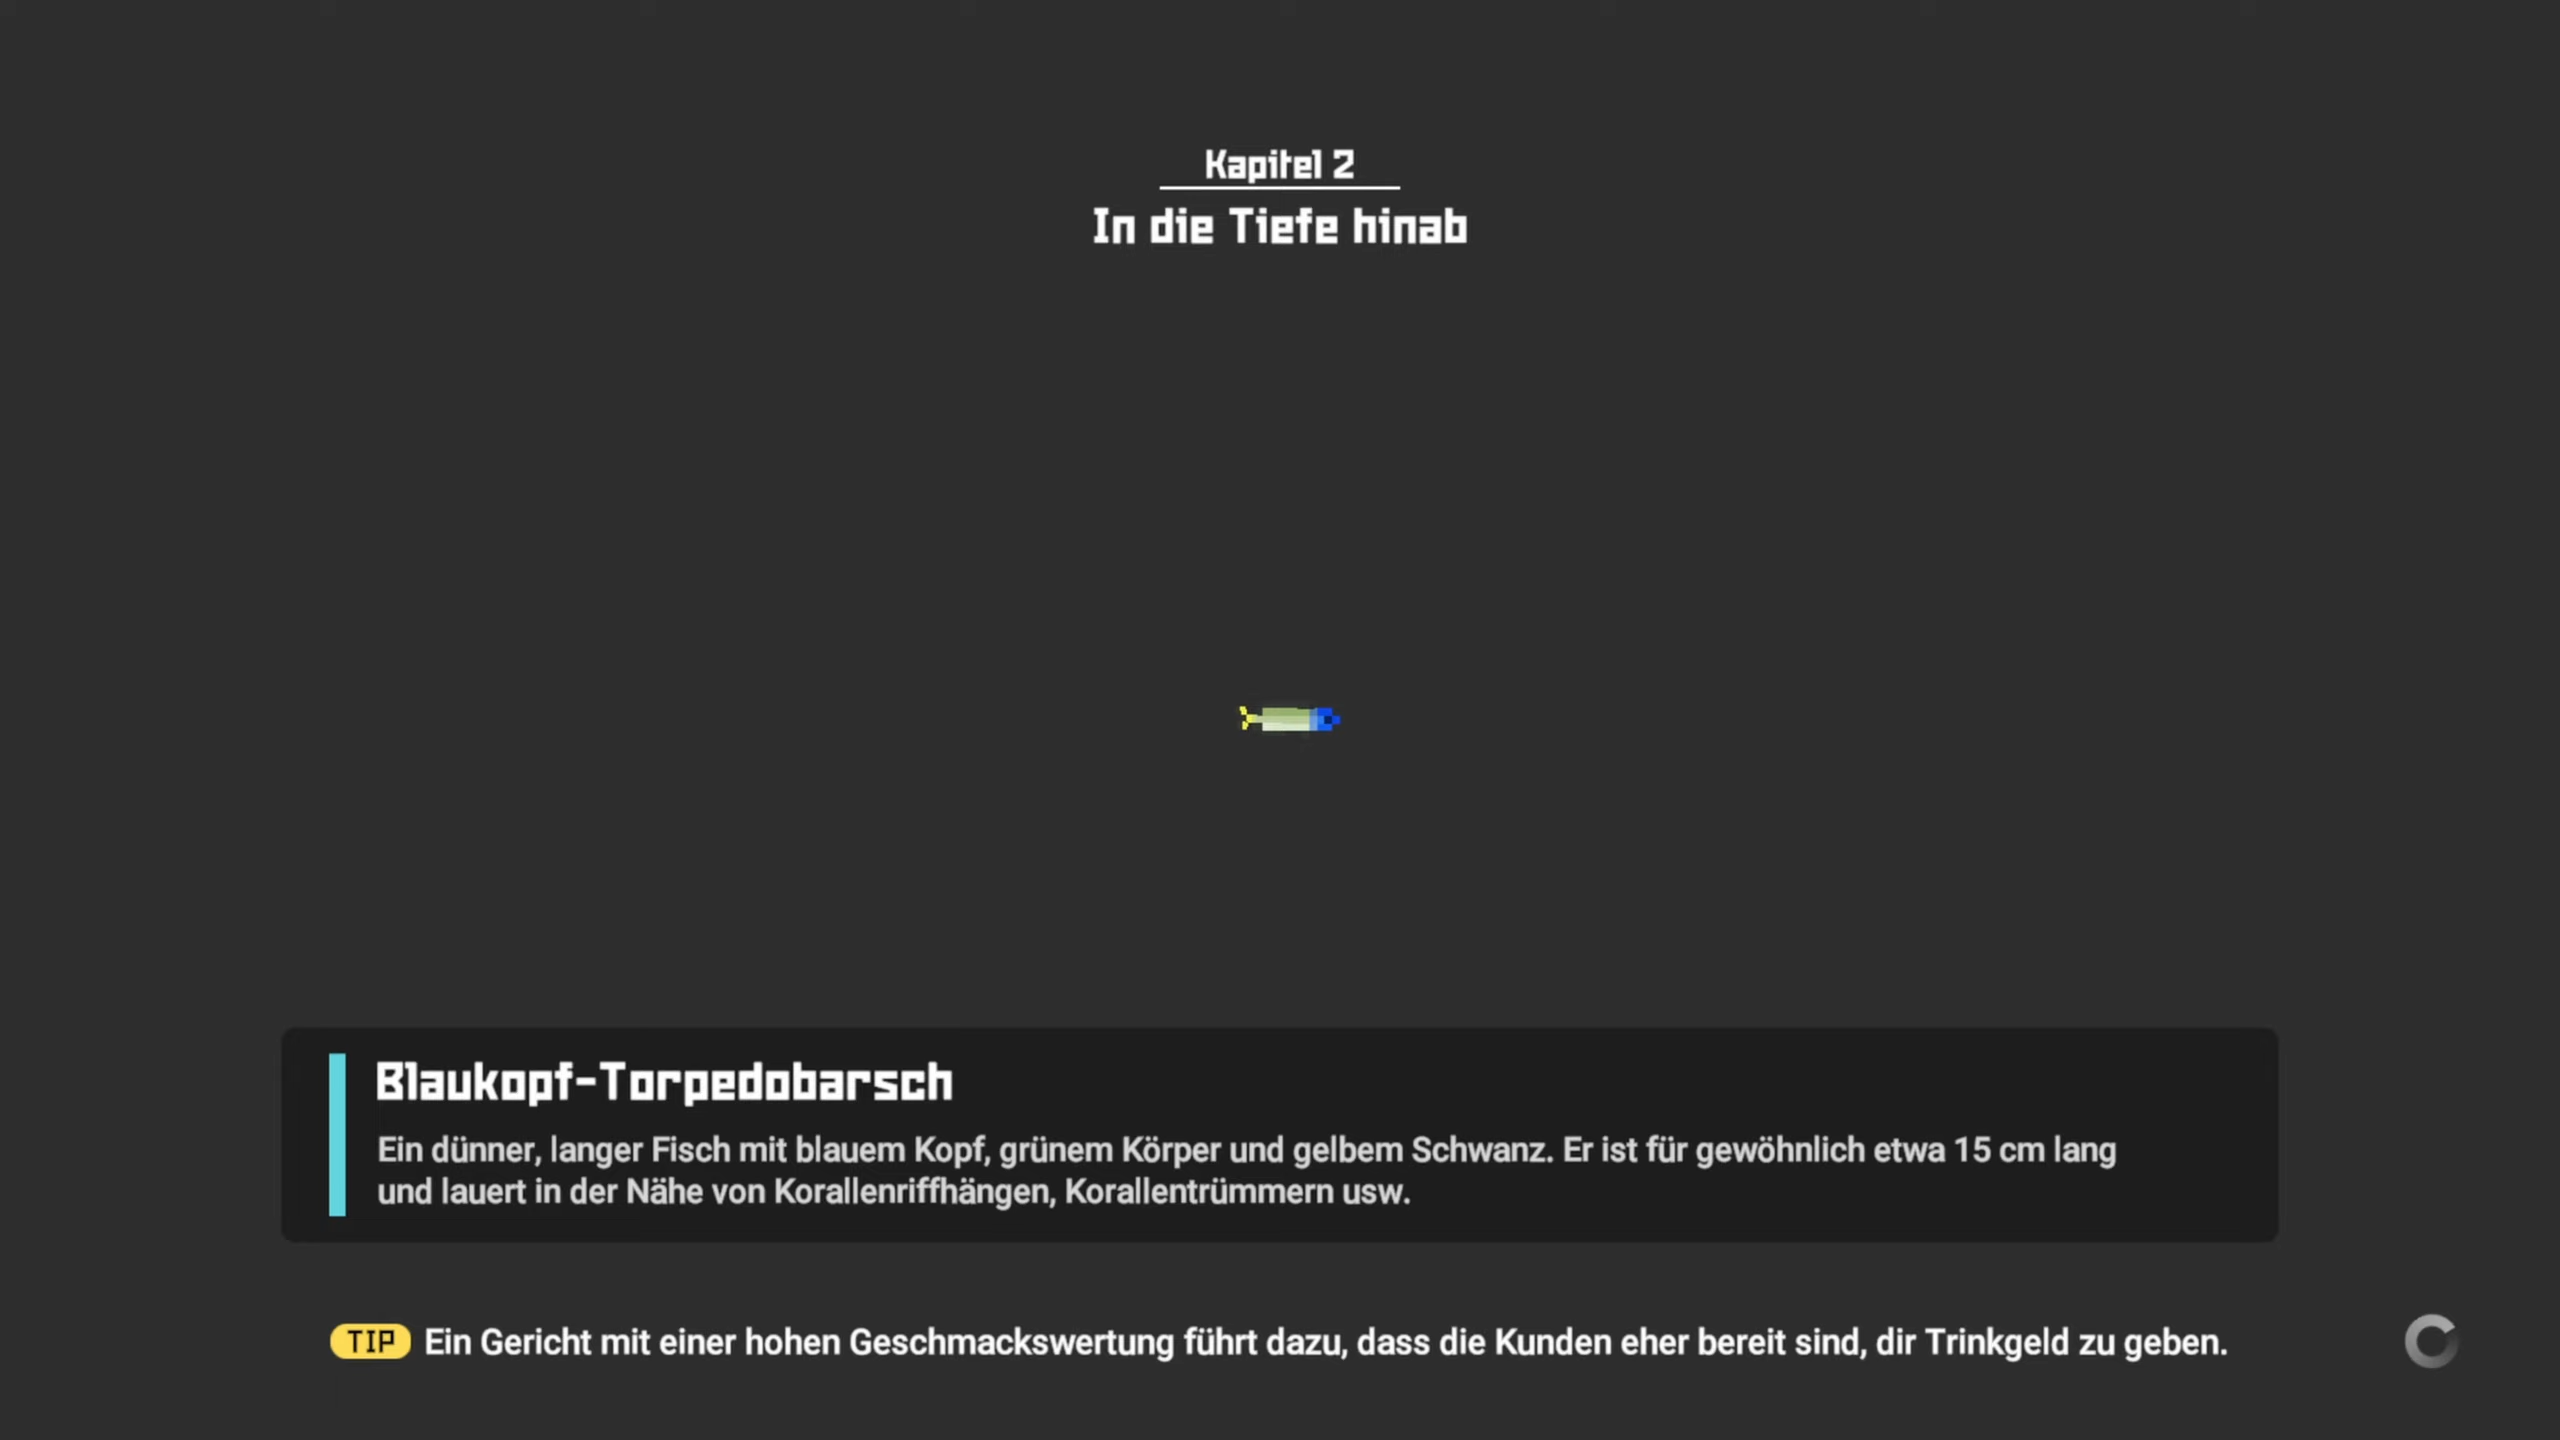 Kapitel 2
In die Tiefe hinab
Blaukopf-Torpedobarsch
Ein dünner, langer Fisch mit blauem Kopf, grünem Körper und gelbem Schwanz. Er ist für gewöhnlich etwa 15 cm lang
und lauert in der Nähe von Korallenriffhängen, Korallentrümmern usw.
TIP Ein Gericht mit einer hohen Geschmackswertung führt dazu, dass die Kunden eher bereit sind, dir Trinkgeld zu geben.